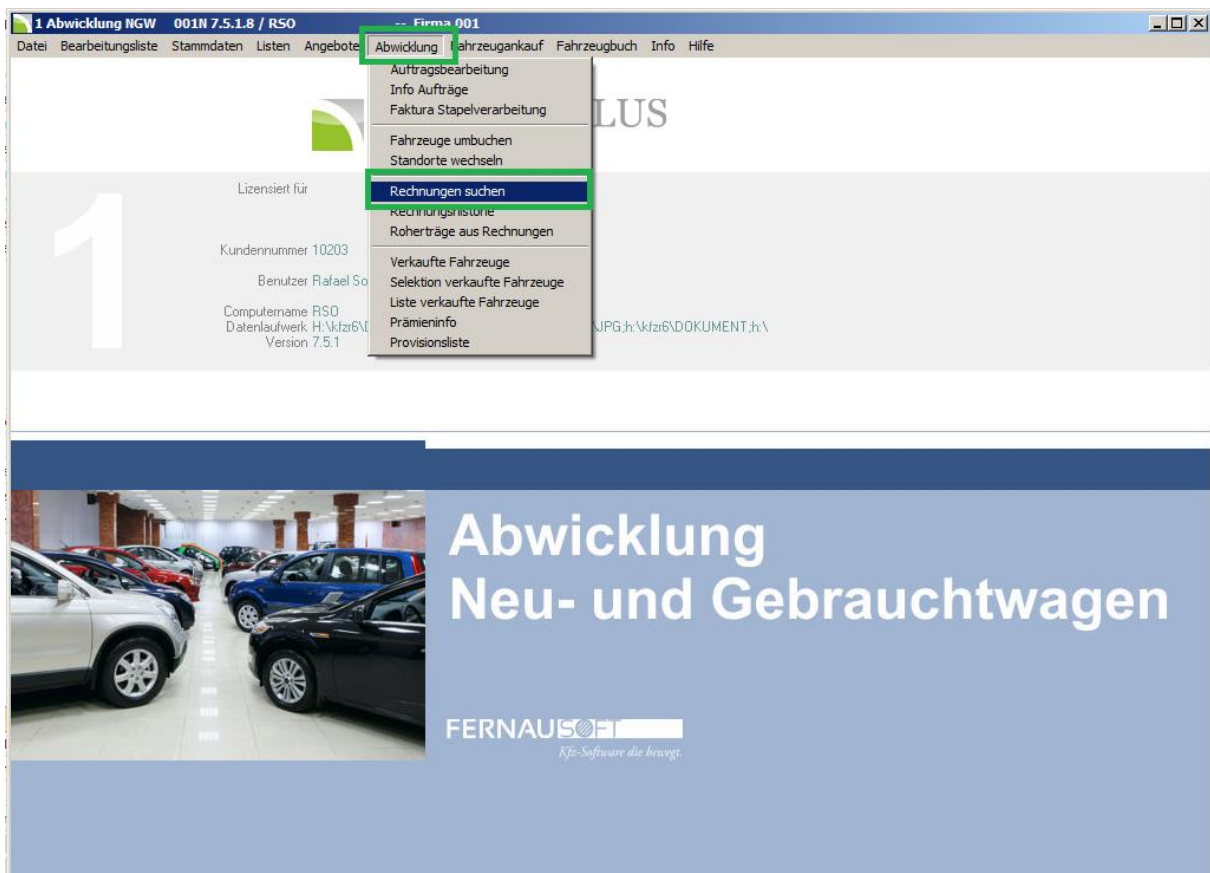 1 Abwicklung NGW 001N 7.5.1.8 / RSO -- Firma 001
Datei Bearbeitungsliste Stammdaten Listen Angebote Abwicklung Fahrzeugankauf Fahrzeugbuch Info Hilfe
Auftragsbearbeitung
Info Aufträge
Faktura Stapelverarbeitung
LUS
Fahrzeuge umbuchen
Standorte wechseln
Rechnungen suchen
Rechnungshistorie
Roherträge aus Rechnungen
Verkaufte Fahrzeuge
Selektion verkaufte Fahrzeuge
Liste verkaufte Fahrzeuge
Prämieninfo
Provisionsliste
1
Lizensiert für
Kundennummer 10203
Benutzer Rafael So
Computername RSO
Datenlaufwerk H:\kfzr6\ JPG;h:\kfzr6\DOKUMENT;h:\
Version 7.5.1
Abwicklung
Neu- und Gebrauchtwagen
FERNAUSOFT
Kfz-Software die bewegt.